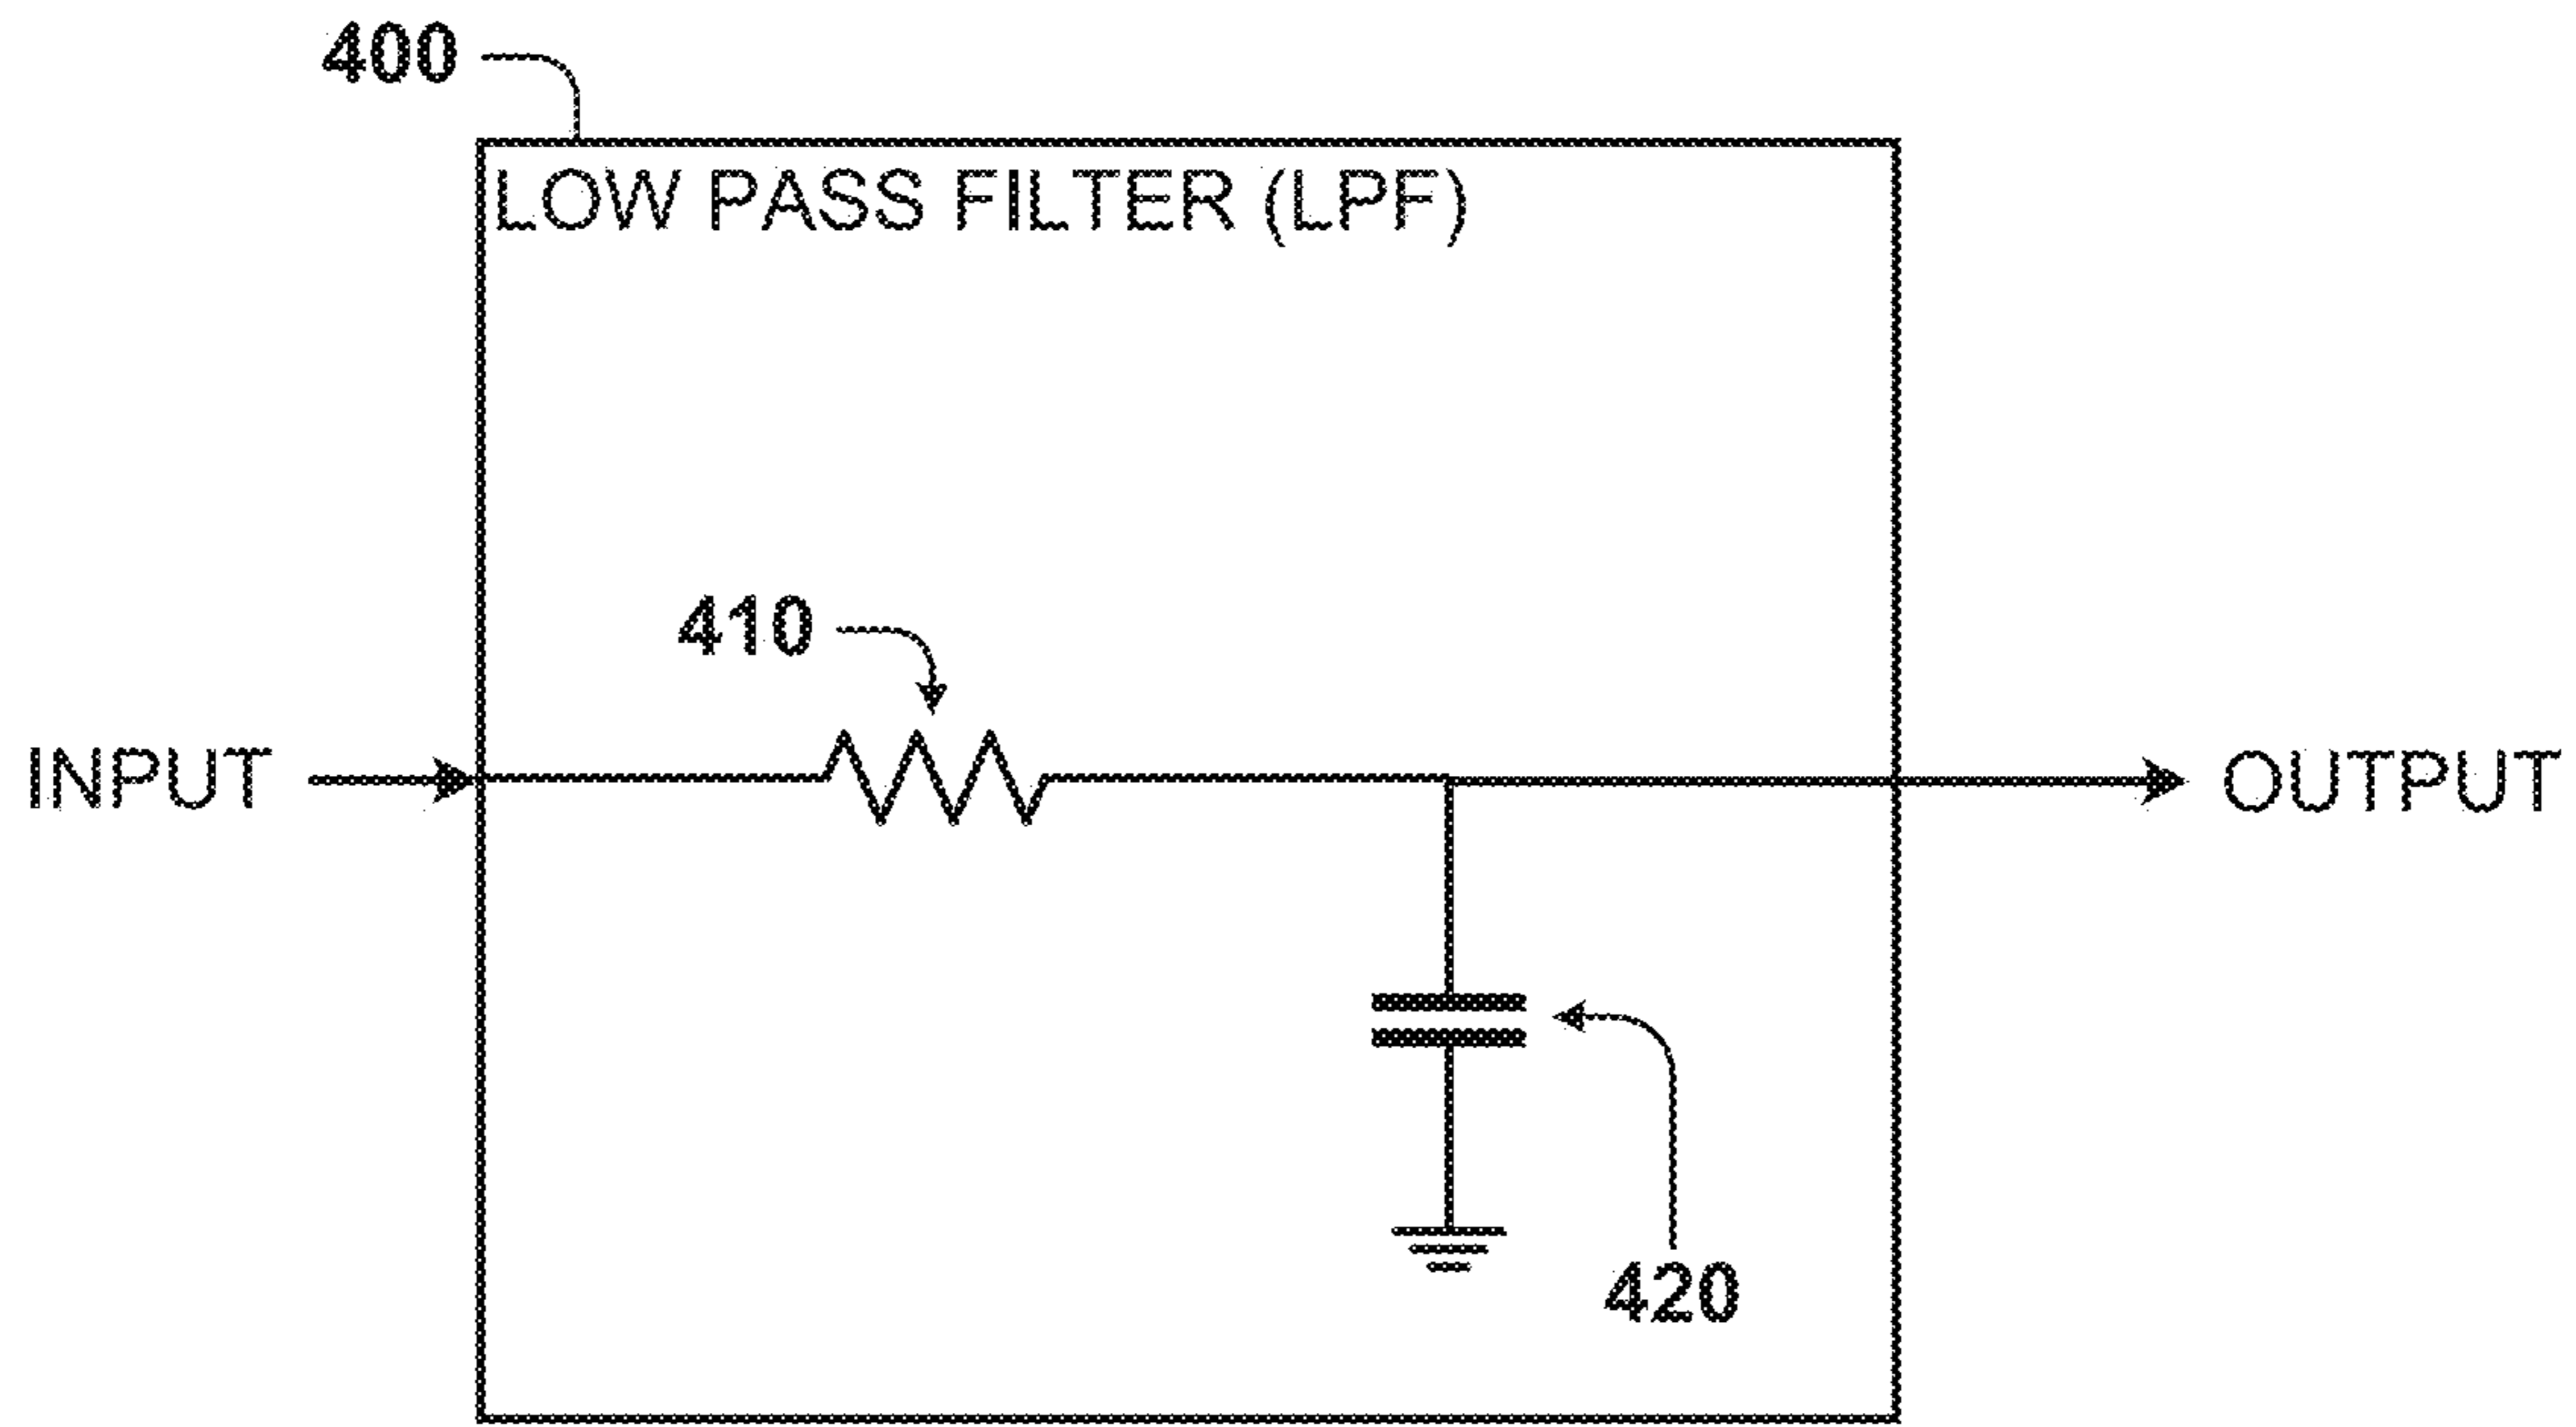 400
LOW PASS FILTER (LPF)
410
INPUT
OUTPUT
420